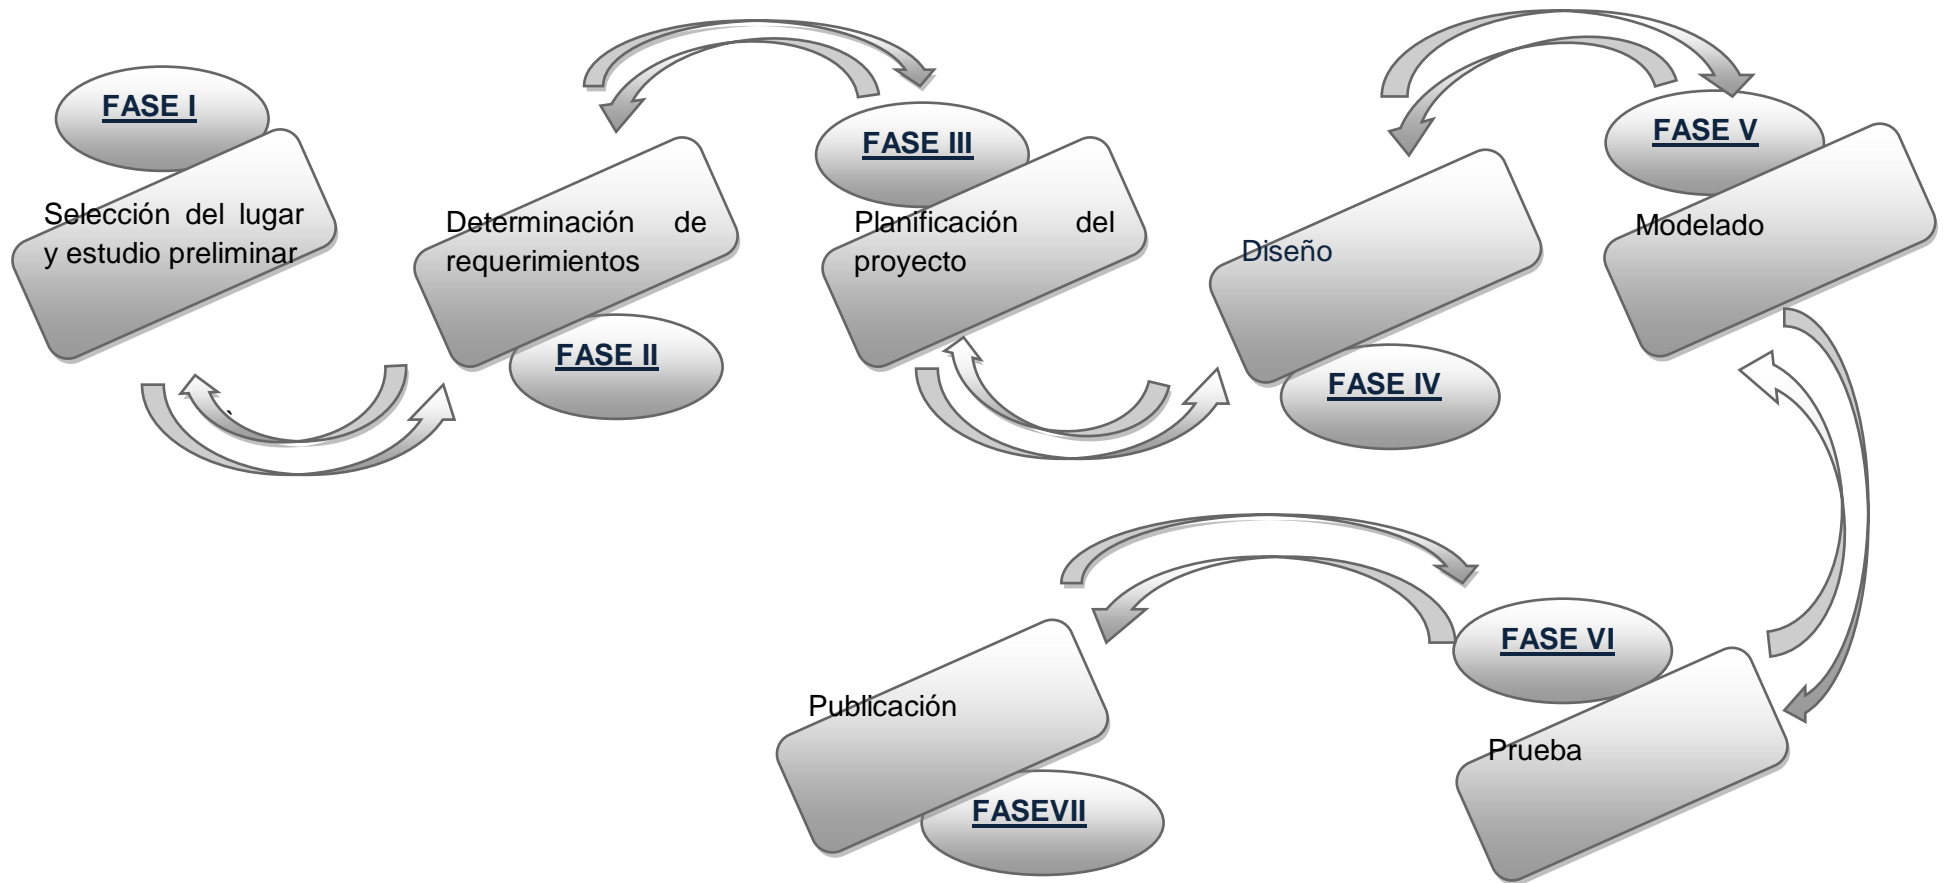 FASE I
Selección del lugar
y estudio preliminar
FASE II
Determinación de
requerimientos
FASE III
Planificación del
proyecto
FASE IV
Diseño
FASE V
Modelado
FASE VI
Prueba
FASEVII
Publicación
`